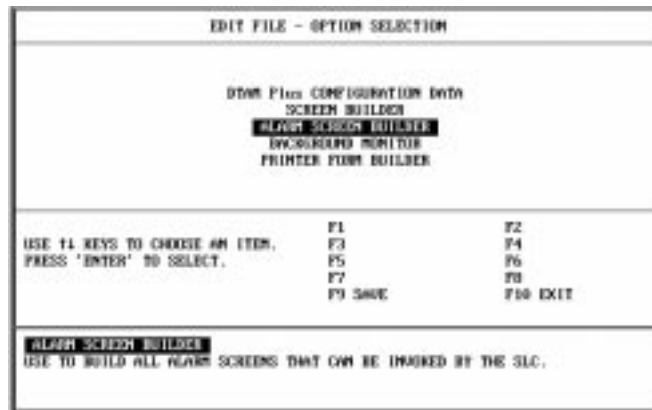 EDIT FILE - OPTION SELECTION
DTAM Plus CONFIGURATION DATA
SCREEN BUILDER
ALARM SCREEN BUILDER
BACKGROUND MONITOR
PRINTER FORM BUILDER
USE ↑↓ KEYS TO CHOOSE AN ITEM.
PRESS 'ENTER' TO SELECT.
F1 F2
F3 F4
F5 F6
F7 F8
F9 SAVE F10 EXIT
ALARM SCREEN BUILDER
USE TO BUILD ALL ALARM SCREENS THAT CAN BE INVOKED BY THE SLC.